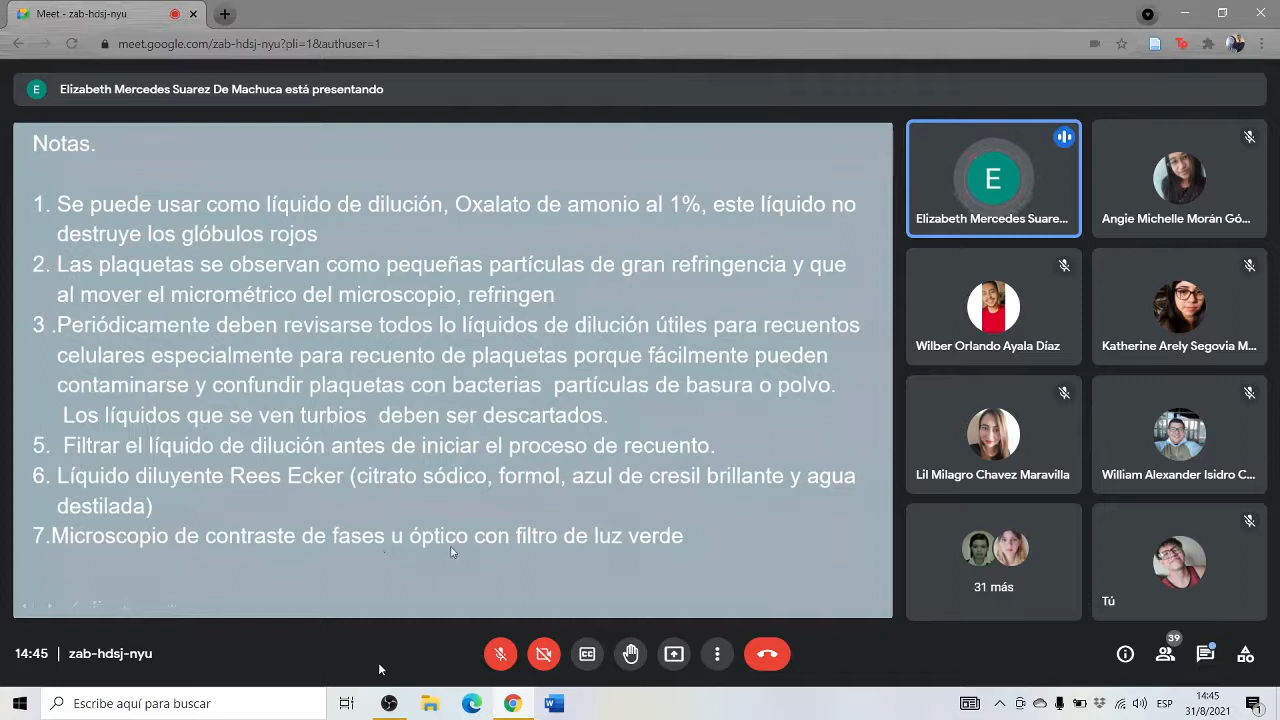 Meet - zab-hdsj-nyu
meet.google.com/zab-hdsj-nyu?pli=1&authuser=1
E
Elizabeth Mercedes Suarez De Machuca está presentando
Notas.
1. Se puede usar como líquido de dilución, Oxalato de amonio al 1%, este líquido no
destruye los glóbulos rojos
2. Las plaquetas se observan como pequeñas partículas de gran refringencia y que
al mover el micrométrico del microscopio, refringen
3 .Periódicamente deben revisarse todos lo líquidos de dilución útiles para recuentos
celulares especialmente para recuento de plaquetas porque fácilmente pueden
contaminarse y confundir plaquetas con bacterias partículas de basura o polvo.
Los líquidos que se ven turbios deben ser descartados.
5. Filtrar el líquido de dilución antes de iniciar el proceso de recuento.
6. Líquido diluyente Rees Ecker (citrato sódico, formol, azul de cresil brillante y agua
destilada)
7.Microscopio de contraste de fases u óptico con filtro de luz verde
E
Elizabeth Mercedes Suare...
Angie Michelle Morán Gó...
Wilber Orlando Ayala Díaz
Katherine Arely Segovia M...
Lil Milagro Chavez Maravilla
William Alexander Isidro C...
31 más
Tú
14:45 | zab-hdsj-nyu
39
Escribe aquí para buscar
ESP
14:45
31/8/2021
1